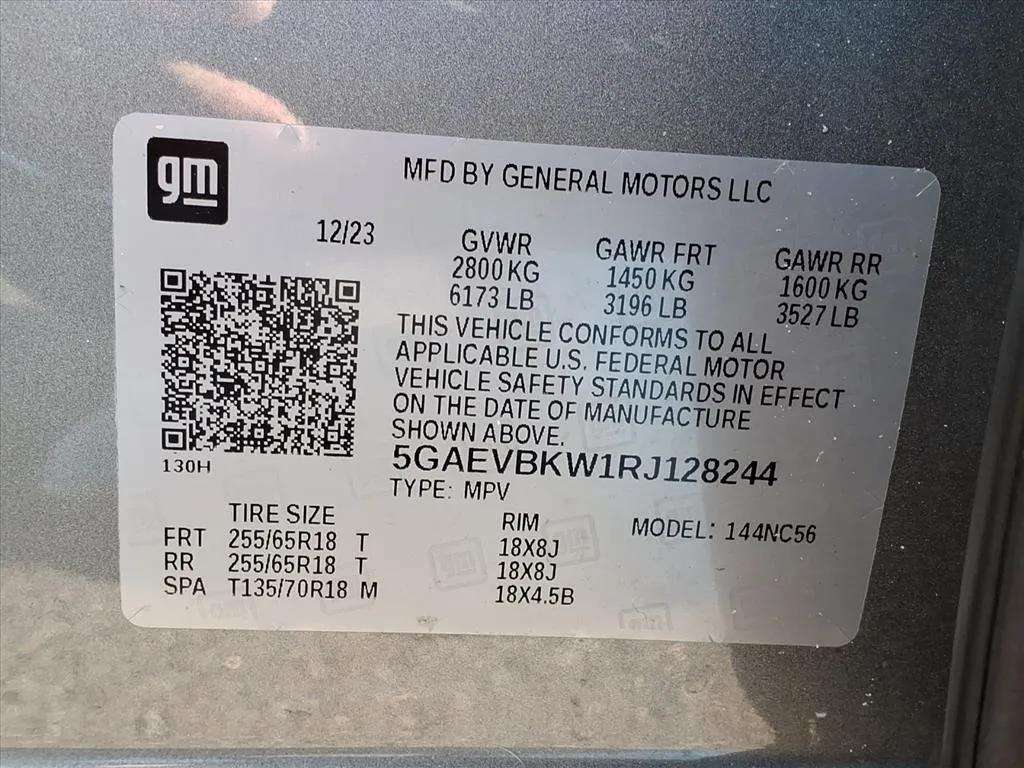 gm
MFD BY GENERAL MOTORS LLC
12/23
GVWR GAWR FRT GAWR RR
2800 KG 1450 KG 1600 KG
6173 LB 3196 LB 3527 LB
THIS VEHICLE CONFORMS TO ALL
APPLICABLE U.S. FEDERAL MOTOR
VEHICLE SAFETY STANDARDS IN EFFECT
ON THE DATE OF MANUFACTURE
SHOWN ABOVE.
130H
5GAEVBKW1RJ128244
TYPE: MPV
TIRE SIZE RIM MODEL: 144NC56
FRT 255/65R18 T 18X8J
RR 255/65R18 T 18X8J
SPA T135/70R18 M 18X4.5B